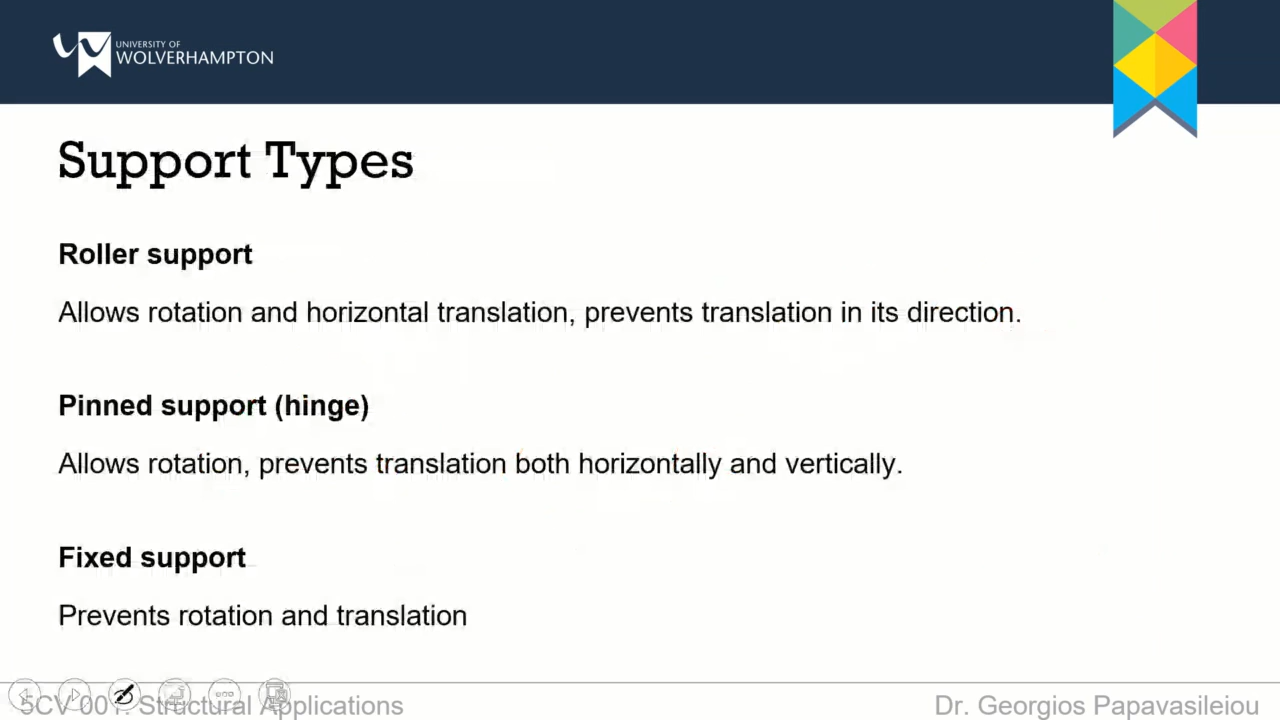 UNIVERSITY OF
WOLVERHAMPTON
Support Types
Roller support
Allows rotation and horizontal translation, prevents translation in its direction.
Pinned support (hinge)
Allows rotation, prevents translation both horizontally and vertically.
Fixed support
Prevents rotation and translation
5CV 001: Structural Applications
Dr. Georgios Papavasileiou